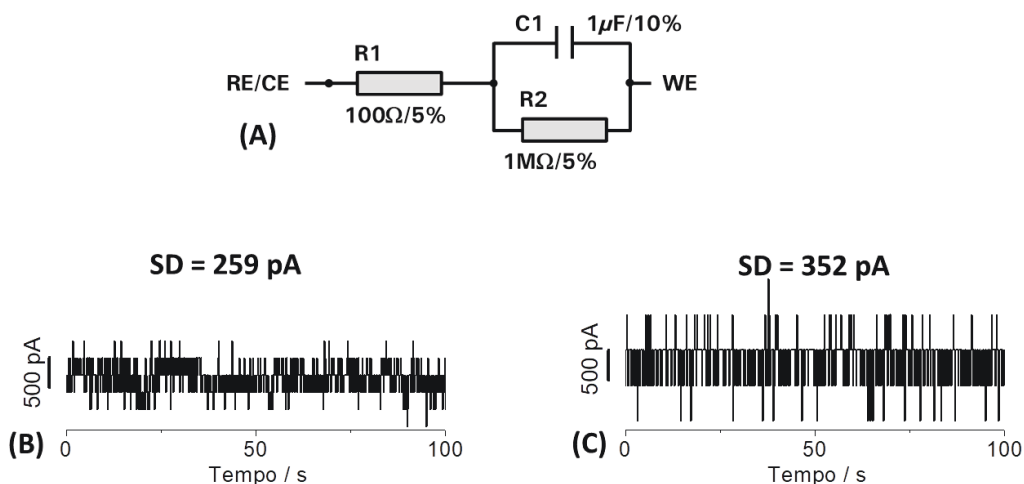 C1
1µF/10%
R1
RE/CE
WE
R2
100Ω/5%
(A)
1MΩ/5%
SD = 259 pA
SD = 352 pA
500 pA
500 pA
(B)
(C)
0
50
100
0
50
100
Tempo / s
Tempo / s